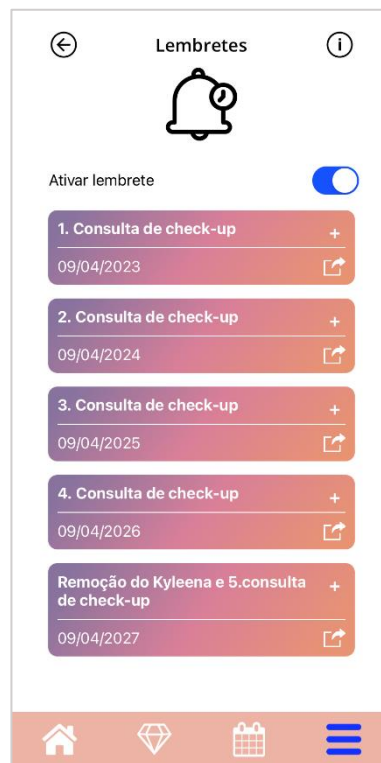 Lembretes
Ativar lembrete
1. Consulta de check-up
+
09/04/2023
2. Consulta de check-up
+
09/04/2024
3. Consulta de check-up
+
09/04/2025
4. Consulta de check-up
+
09/04/2026
Remoção do Kyleena e 5.consulta
de check-up
+
09/04/2027